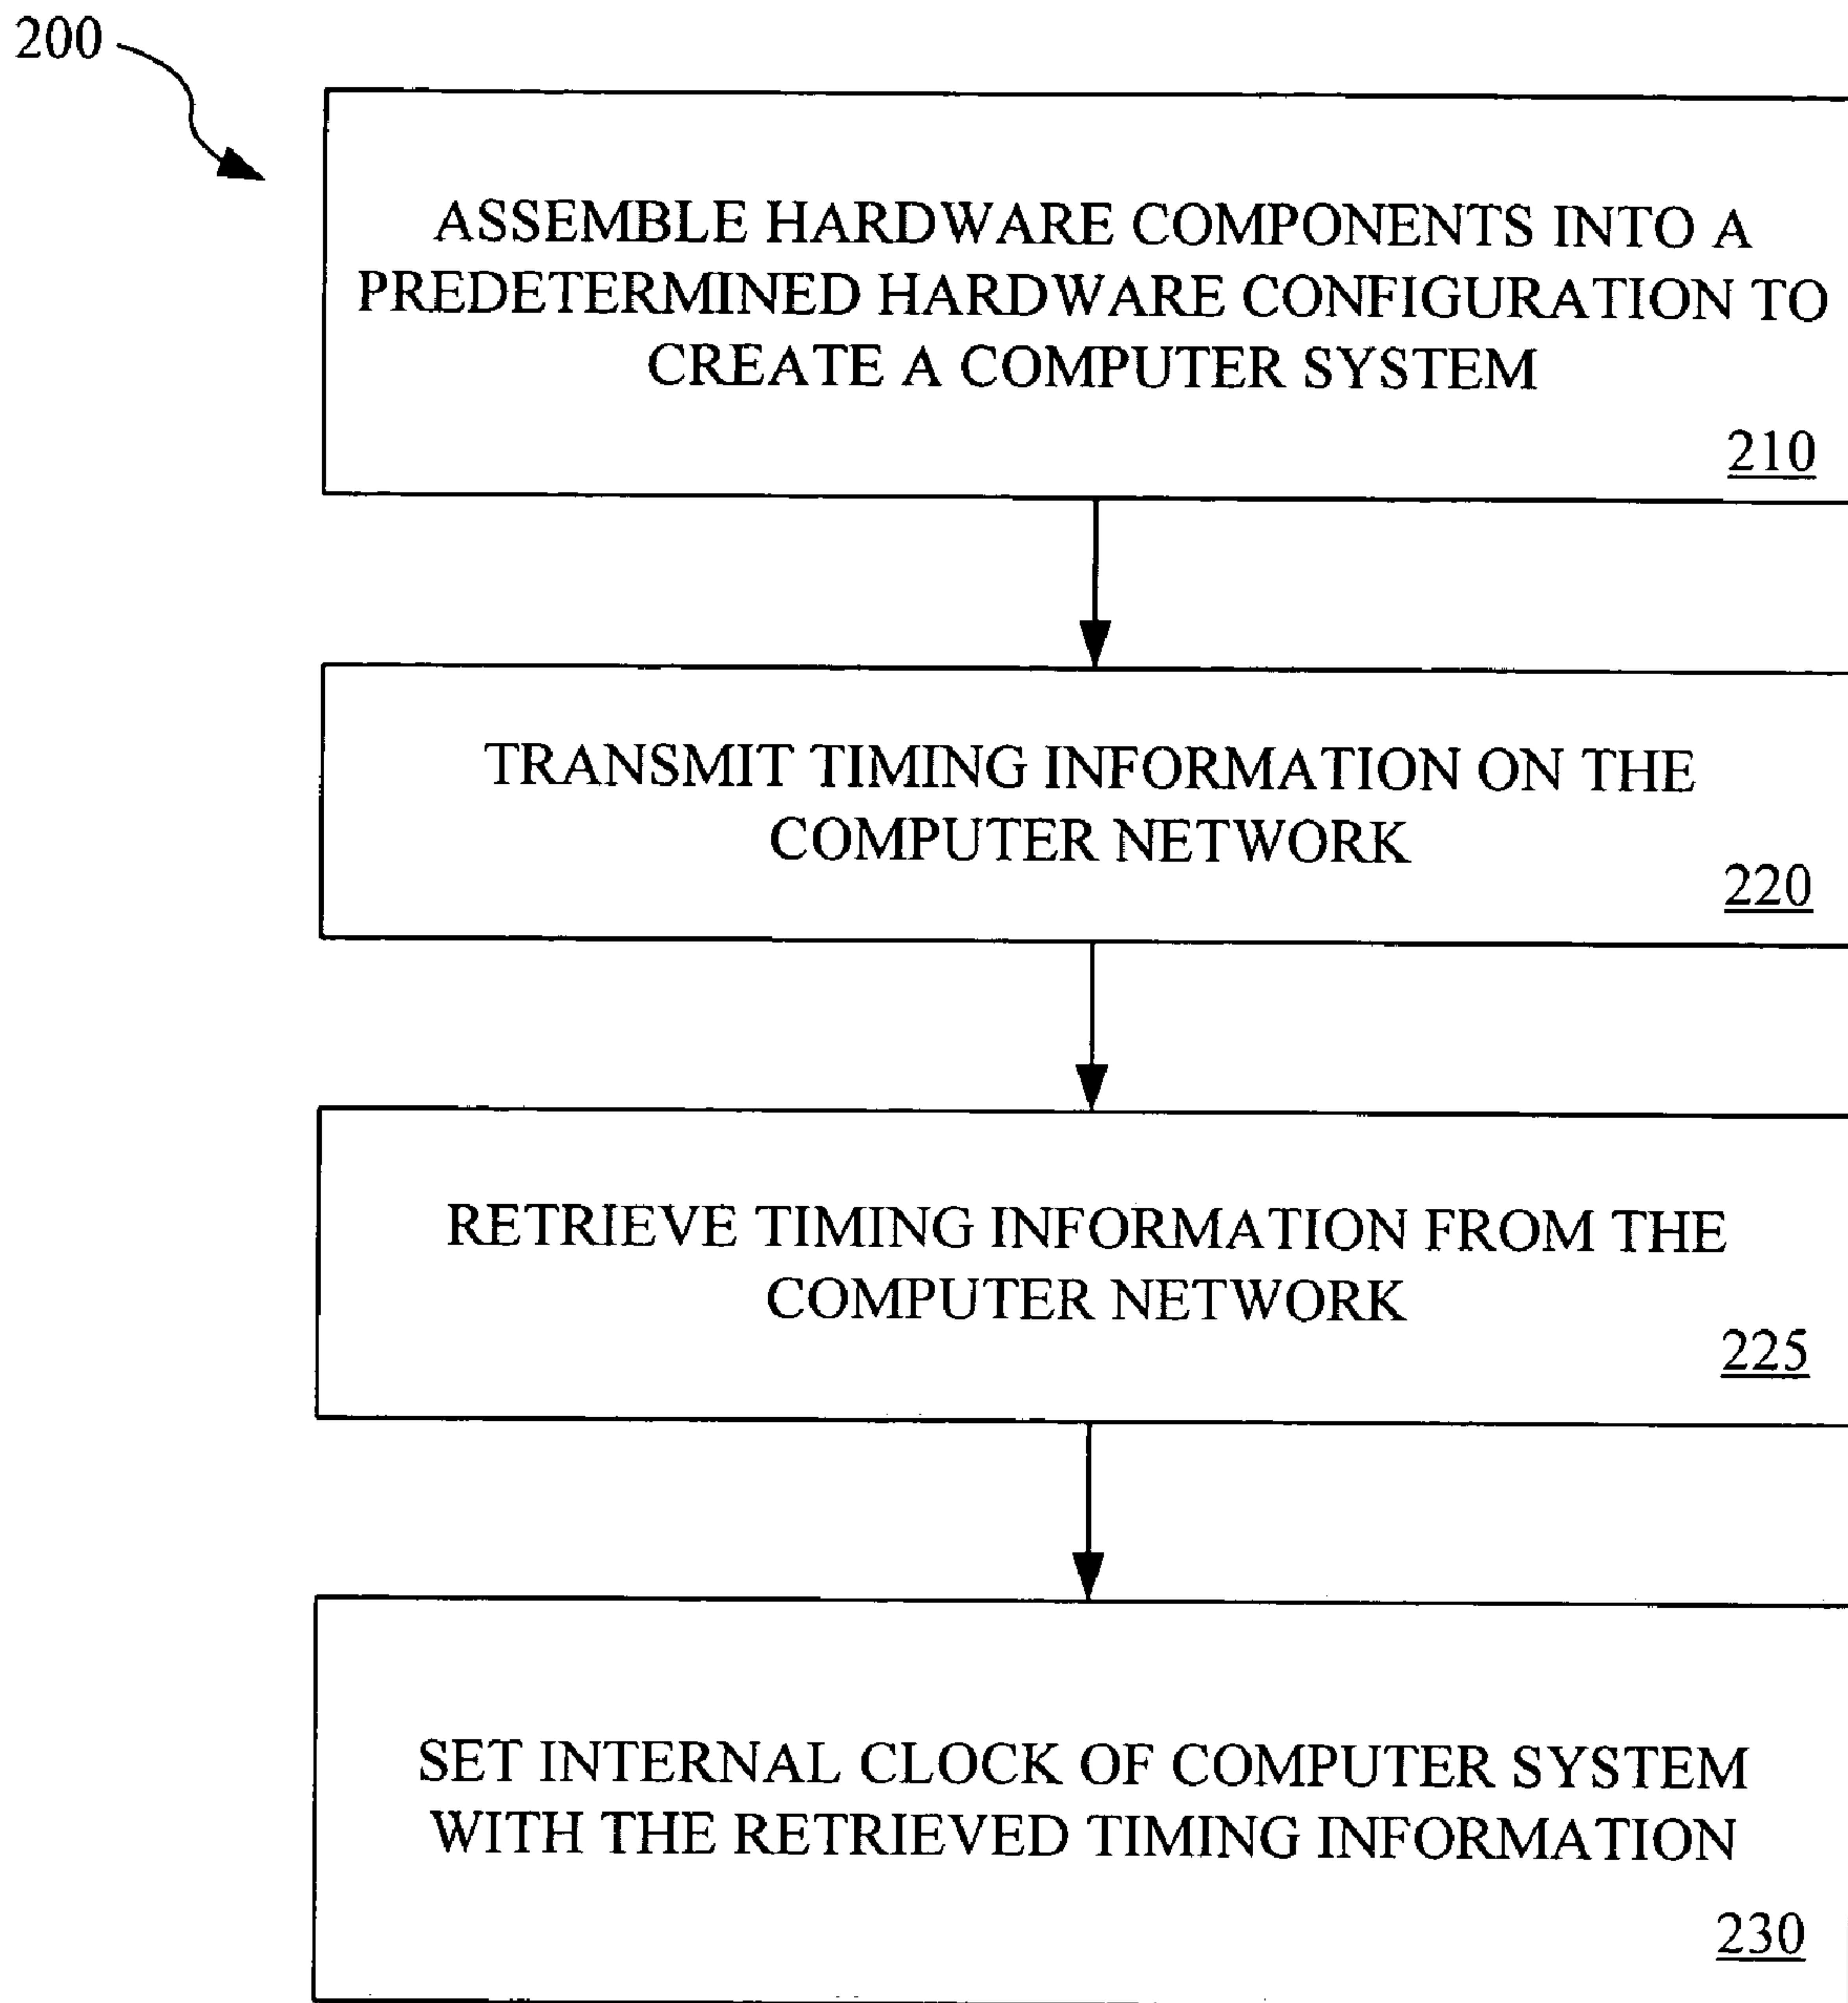 200
ASSEMBLE HARDWARE COMPONENTS INTO A
PREDETERMINED HARDWARE CONFIGURATION TO
CREATE A COMPUTER SYSTEM
210
TRANSMIT TIMING INFORMATION ON THE
COMPUTER NETWORK
220
RETRIEVE TIMING INFORMATION FROM THE
COMPUTER NETWORK
225
SET INTERNAL CLOCK OF COMPUTER SYSTEM
WITH THE RETRIEVED TIMING INFORMATION
230